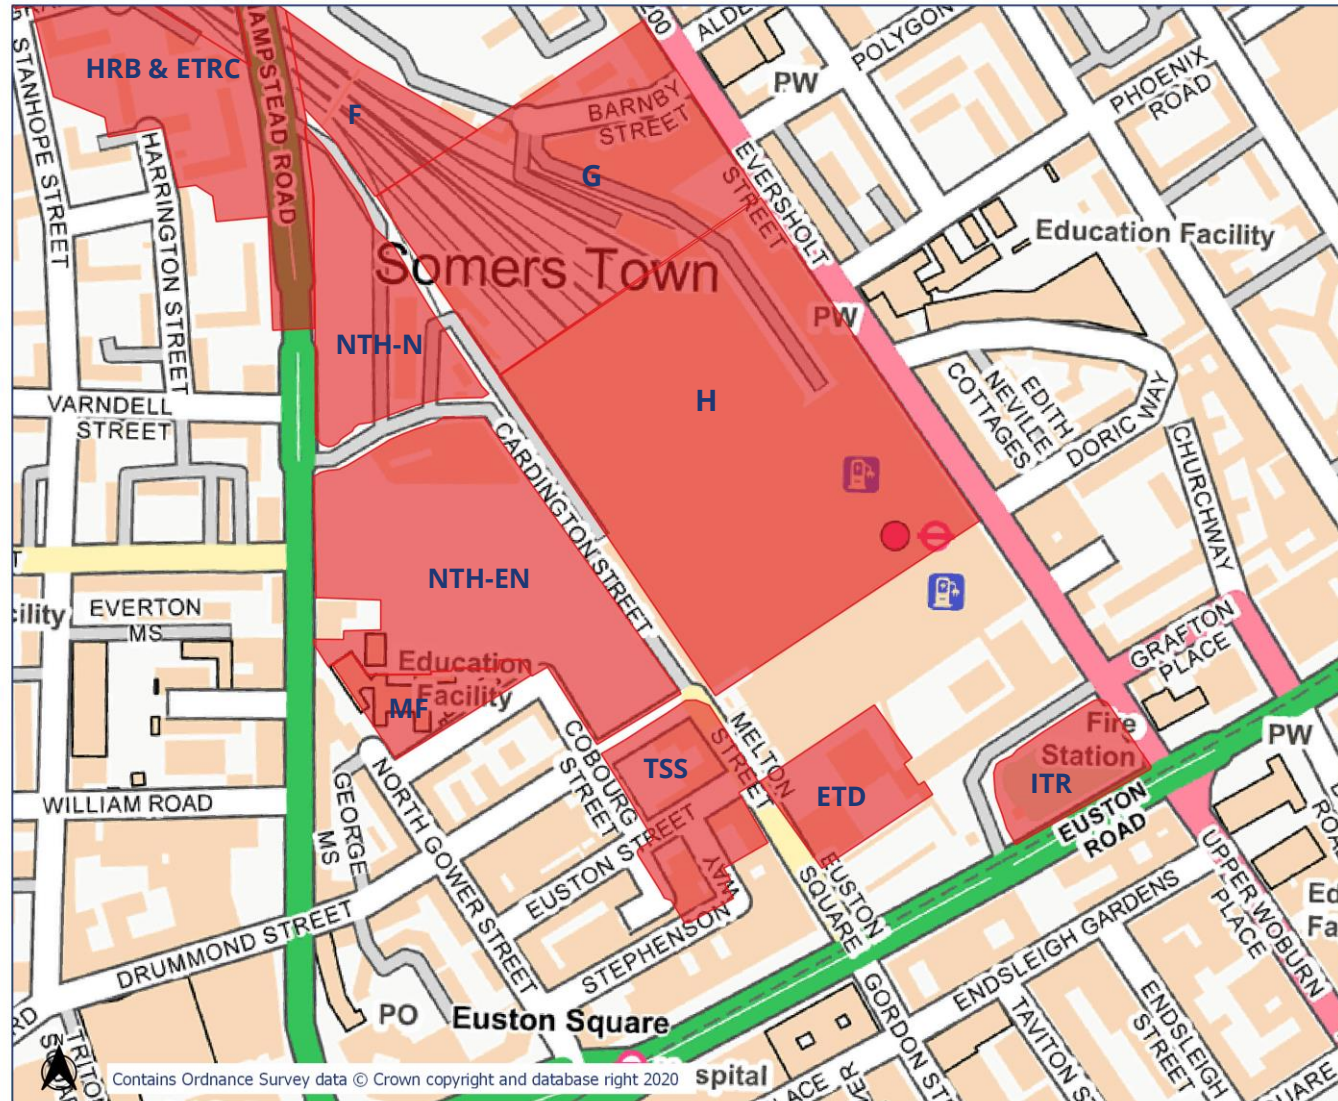 STANHOPE STREET
HRB & ETRC
HAMPSTEAD ROAD
HARRINGTON STREET
F
BARNBY
STREET
G
EVERSHOLT
STREET
PW
POLYGON
PHOENIX
ROAD
Education Facility
Somers Town
PW
NTH-N
H
VARNDELL
STREET
CARDINGTON STREET
COTTAGES
NEVILLE
EDITH
DORIC WAY
CHURCHWAY
NTH-EN
EVERTON
MS
Education
Facility
MF
GRAFTON
PLACE
MELTON
STREET
Fire
Station
PW
TSS
ETD
ITR
COBOURG
STREET
WILLIAM ROAD
GEORGE
MS
NORTH GOWER STREET
EUSTON STREET
WAY
STEPHENSON
EUSTON
SQUARE
EUSTON
ROAD
UPPER WOBURN
PLACE
DRUMMOND STREET
ENDSLEIGH GARDENS
PO
Euston Square
GORDON ST
TAVITON ST
ENDSLEIGH
STREET
Contains Ordnance Survey data © Crown copyright and database right 2020
spital